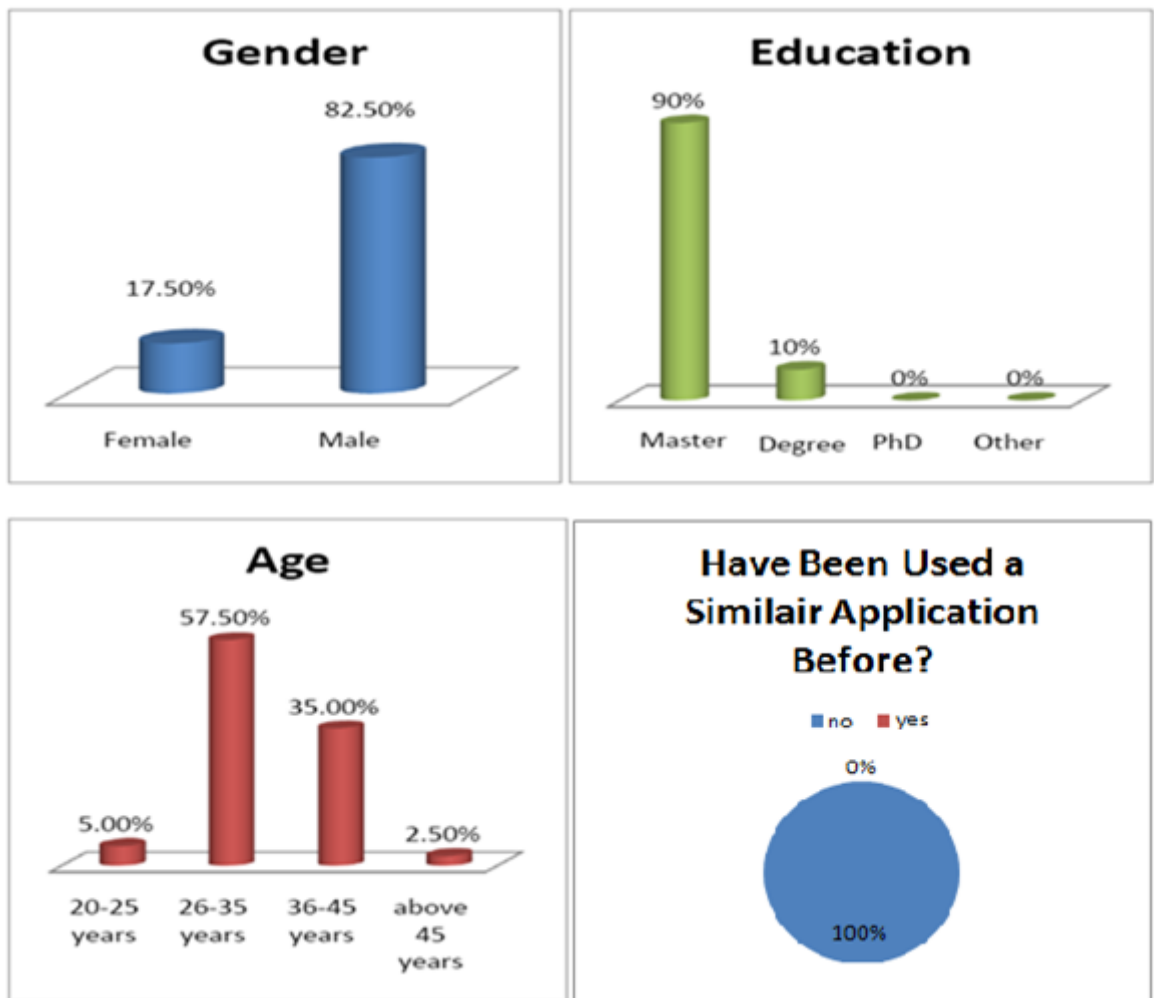 Gender
82.50%
17.50%
Female Male
Education
90%
10%
0% 0%
Master Degree PhD Other
Age
57.50%
35.00%
5.00%
2.50%
20-25 26-35 36-45 above
years years years 45
years
Have Been Used a
Similair Application
Before?
no yes
0%
100%